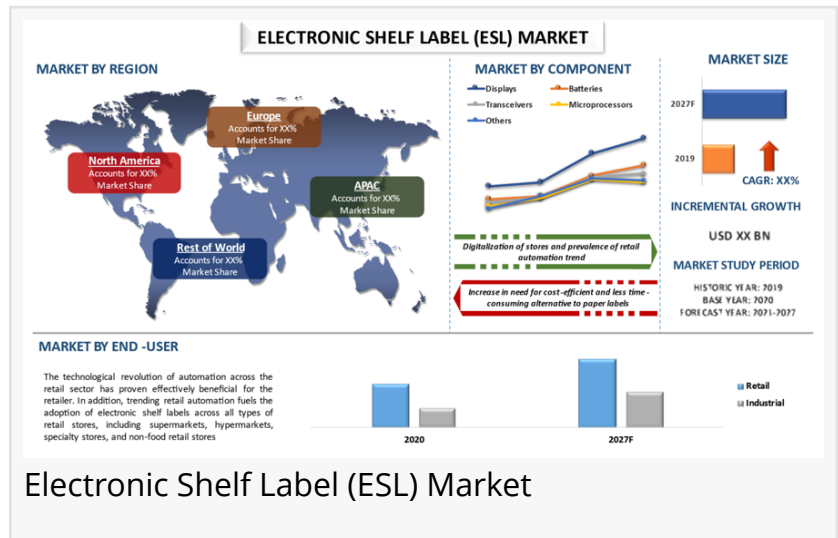 ELECTRONIC SHELF LABEL (ESL) MARKET
MARKET BY REGION
Europe
Accounts for XX%
Market Share
North America
Accounts for XX%
Market Share
APAC
Accounts for XX%
Market Share
Rest of World
Accounts for XX%
Market Share
MARKET BY COMPONENT
Displays
Batteries
Transceivers
Microprocessors
Others
Digitalization of stores and prevalence of retail
automation trend
Increase in need for cost-efficient and less time -
consuming alternative to paper labels
MARKET SIZE
2027F
2019
CAGR: XX%
INCREMENTAL GROWTH
USD XX BN
MARKET STUDY PERIOD
HISTORIC YEAR: 2019
BASE YEAR: 2020
FORECAST YEAR: 2021-2027
MARKET BY END -USER
The technological revolution of automation across the
retail sector has proven effectively beneficial for the
retailer. In addition, trending retail automation fuels the
adoption of electronic shelf labels across all types of
retail stores, including supermarkets, hypermarkets,
specialty stores, and non-food retail stores
2020
2027F
Retail
Industrial
Electronic Shelf Label (ESL) Market